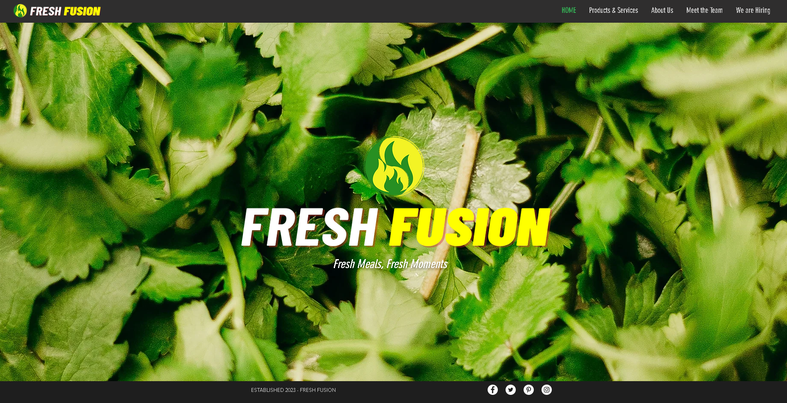 FRESH FUSION
HOME Products & Services About Us Meet the Team We are Hiring
FRESH FUSION
Fresh Meals, Fresh Moments
ESTABLISHED 2023 - FRESH FUSION